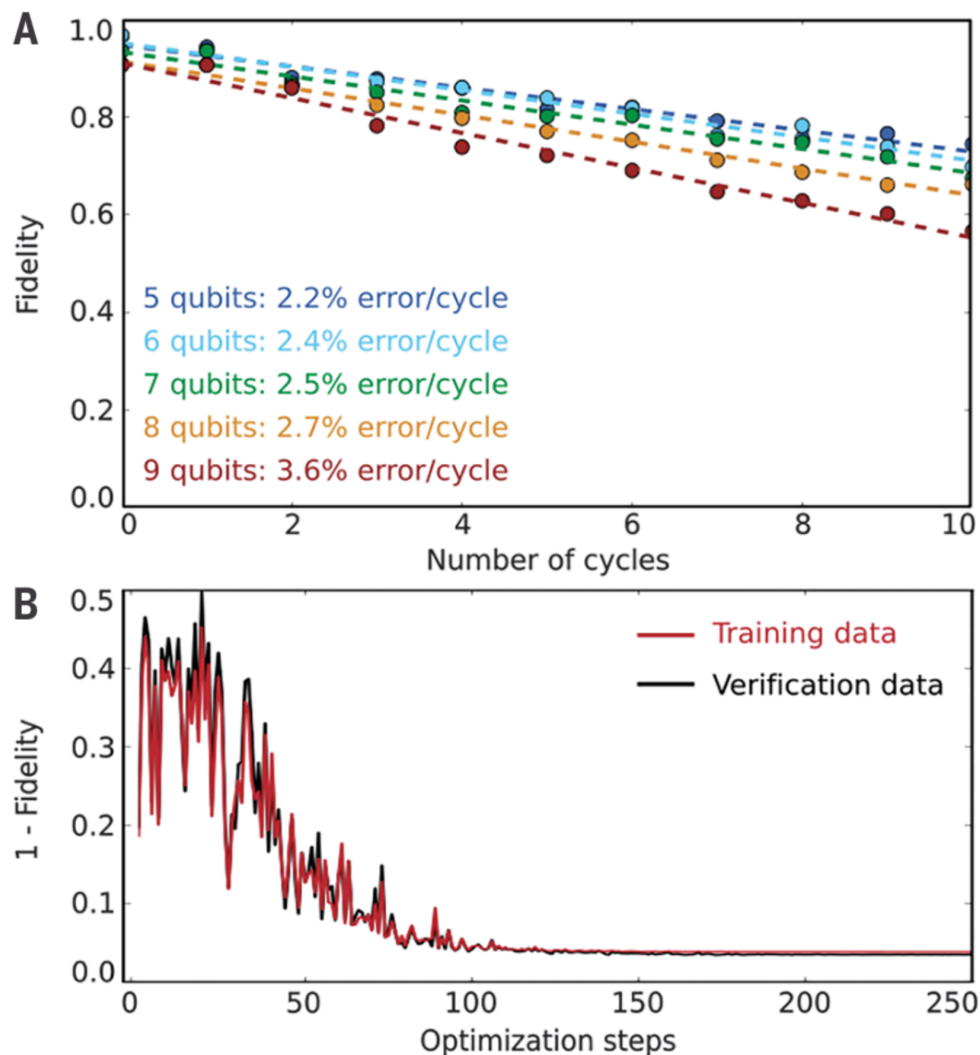 A
1.0
0.8
0.6
0.4
0.2
0.0
Fidelity
5 qubits: 2.2% error/cycle
6 qubits: 2.4% error/cycle
7 qubits: 2.5% error/cycle
8 qubits: 2.7% error/cycle
9 qubits: 3.6% error/cycle
0 2 4 6 8 10
Number of cycles
B
0.5
0.4
0.3
0.2
0.1
0.0
1 - Fidelity
Training data
Verification data
0 50 100 150 200 250
Optimization steps